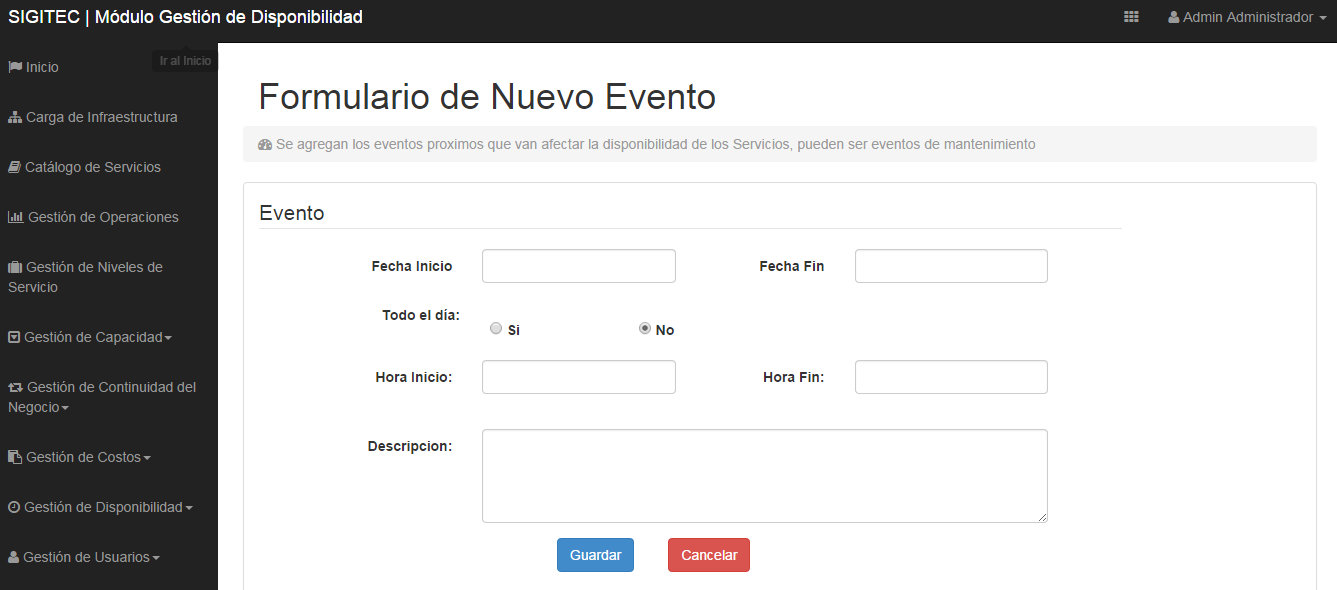 SIGITEC | Módulo Gestión de Disponibilidad
Admin Administrador
Inicio
Ir al Inicio
Carga de Infraestructura
Catálogo de Servicios
Gestión de Operaciones
Gestión de Niveles de
Servicio
Gestión de Capacidad
Gestión de Continuidad del
Negocio
Gestión de Costos
Gestión de Disponibilidad
Gestión de Usuarios
Formulario de Nuevo Evento
Se agregan los eventos proximos que van afectar la disponibilidad de los Servicios, pueden ser eventos de mantenimiento
Evento
Fecha Inicio
Fecha Fin
Todo el día:
Si
No
Hora Inicio:
Hora Fin:
Descripcion:
Guardar
Cancelar